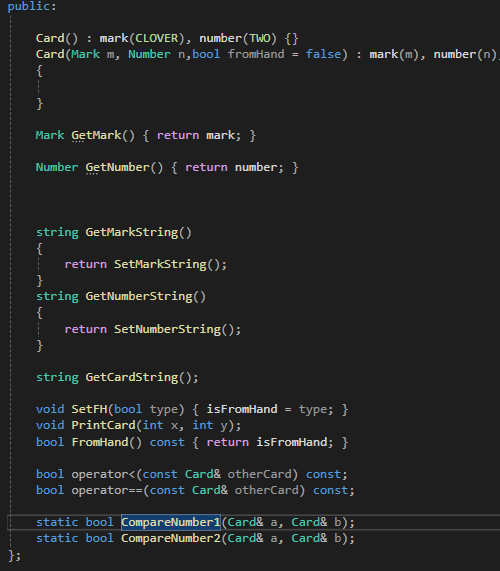 public:
Card() : mark(CLOVER), number(TWO) {}
Card(Mark m, Number n,bool fromHand = false) : mark(m), number(n),
{
}
Mark GetMark() { return mark; }
Number GetNumber() { return number; }
string GetMarkString()
{
return SetMarkString();
}
string GetNumberString()
{
return SetNumberString();
}
string GetCardString();
void SetFH(bool type) { isFromHand = type; }
void PrintCard(int x, int y);
bool FromHand() const { return isFromHand; }
bool operator<(const Card& otherCard) const;
bool operator==(const Card& otherCard) const;
static bool CompareNumber1(Card& a, Card& b);
static bool CompareNumber2(Card& a, Card& b);
};